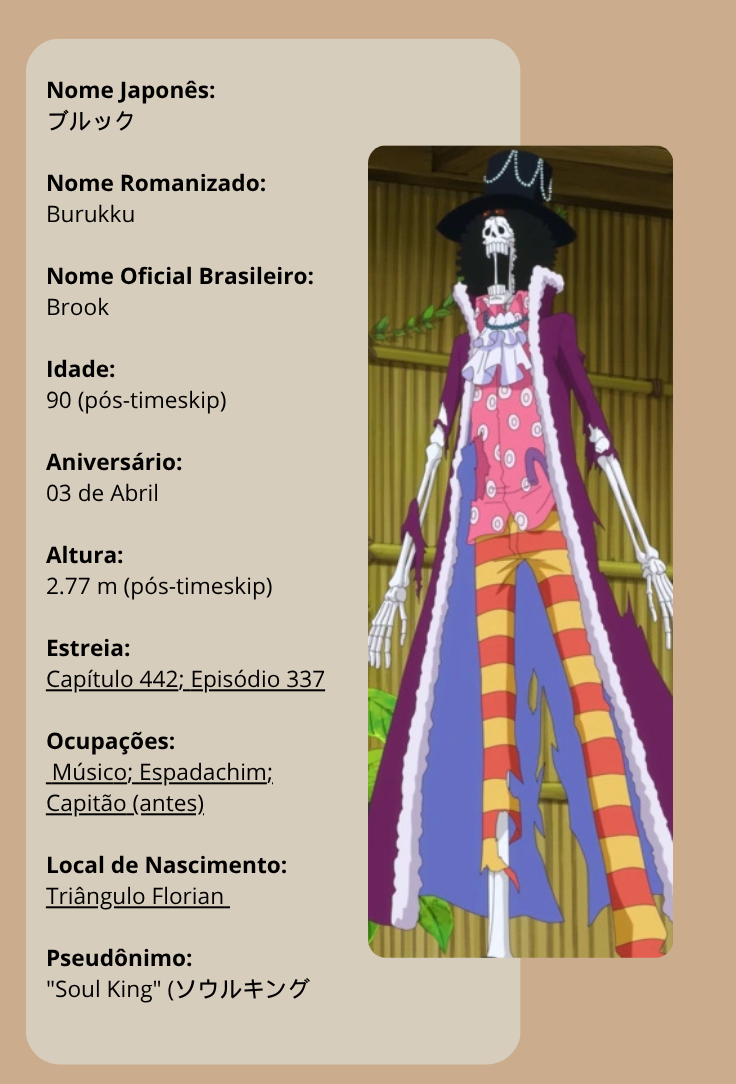 Nome Japonês:
ブルック
Nome Romanizado:
Burukku
Nome Oficial Brasileiro:
Brook
Idade:
90 (pós-timeskip)
Aniversário:
03 de Abril
Altura:
2.77 m (pós-timeskip)
Estreia:
Capítulo 442; Episódio 337
Ocupações:
Músico; Espadachim;
Capitão (antes)
Local de Nascimento:
Triângulo Florian
Pseudônimo:
"Soul King" (ソウルキング